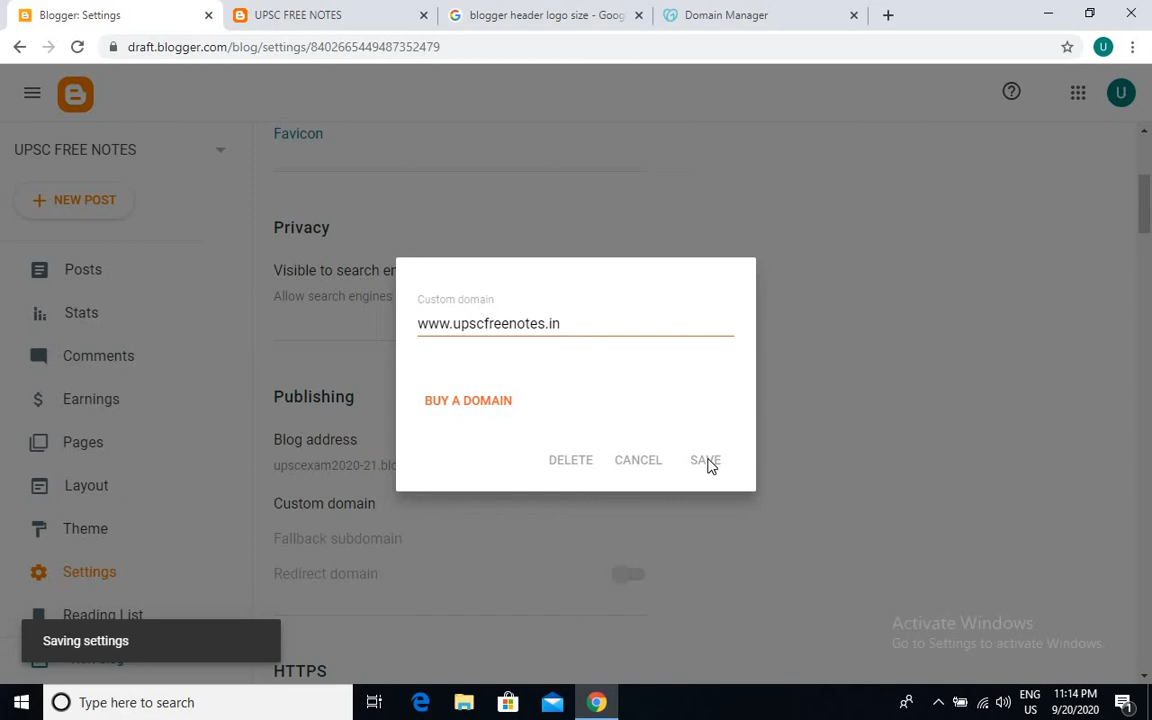 Blogger: Settings
UPSC FREE NOTES
blogger header logo size - Goog
Domain Manager
draft.blogger.com/blog/settings/8402665449487352479
U
U
UPSC FREE NOTES
NEW POST
Posts
Stats
Comments
Earnings
Pages
Layout
Theme
Settings
Reading List
Saving settings
Favicon
Privacy
Visible to search en
Allow search engines
Publishing
Blog address
upscexam2020-21.blo
Custom domain
Fallback subdomain
Redirect domain
HTTPS
Custom domain
www.upscfreenotes.in
BUY A DOMAIN
DELETE CANCEL SAVE
Activate Windows
Go to Settings to activate Windows.
Type here to search
ENG
US
11:14 PM
9/20/2020
1